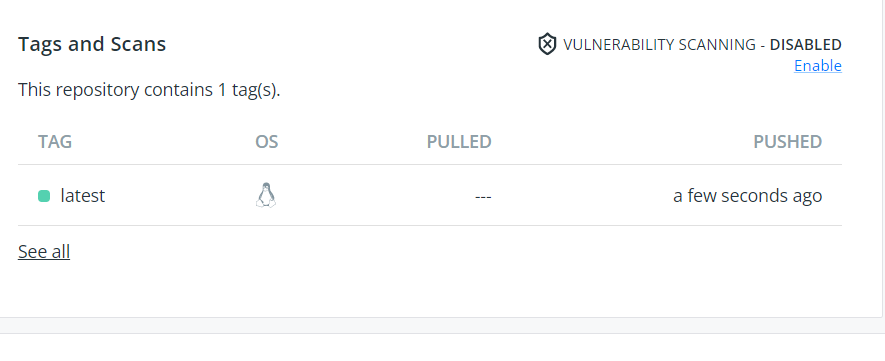 Tags and Scans
VULNERABILITY SCANNING - DISABLED
Enable
This repository contains 1 tag(s).
TAG OS PULLED PUSHED
latest --- a few seconds ago
See all